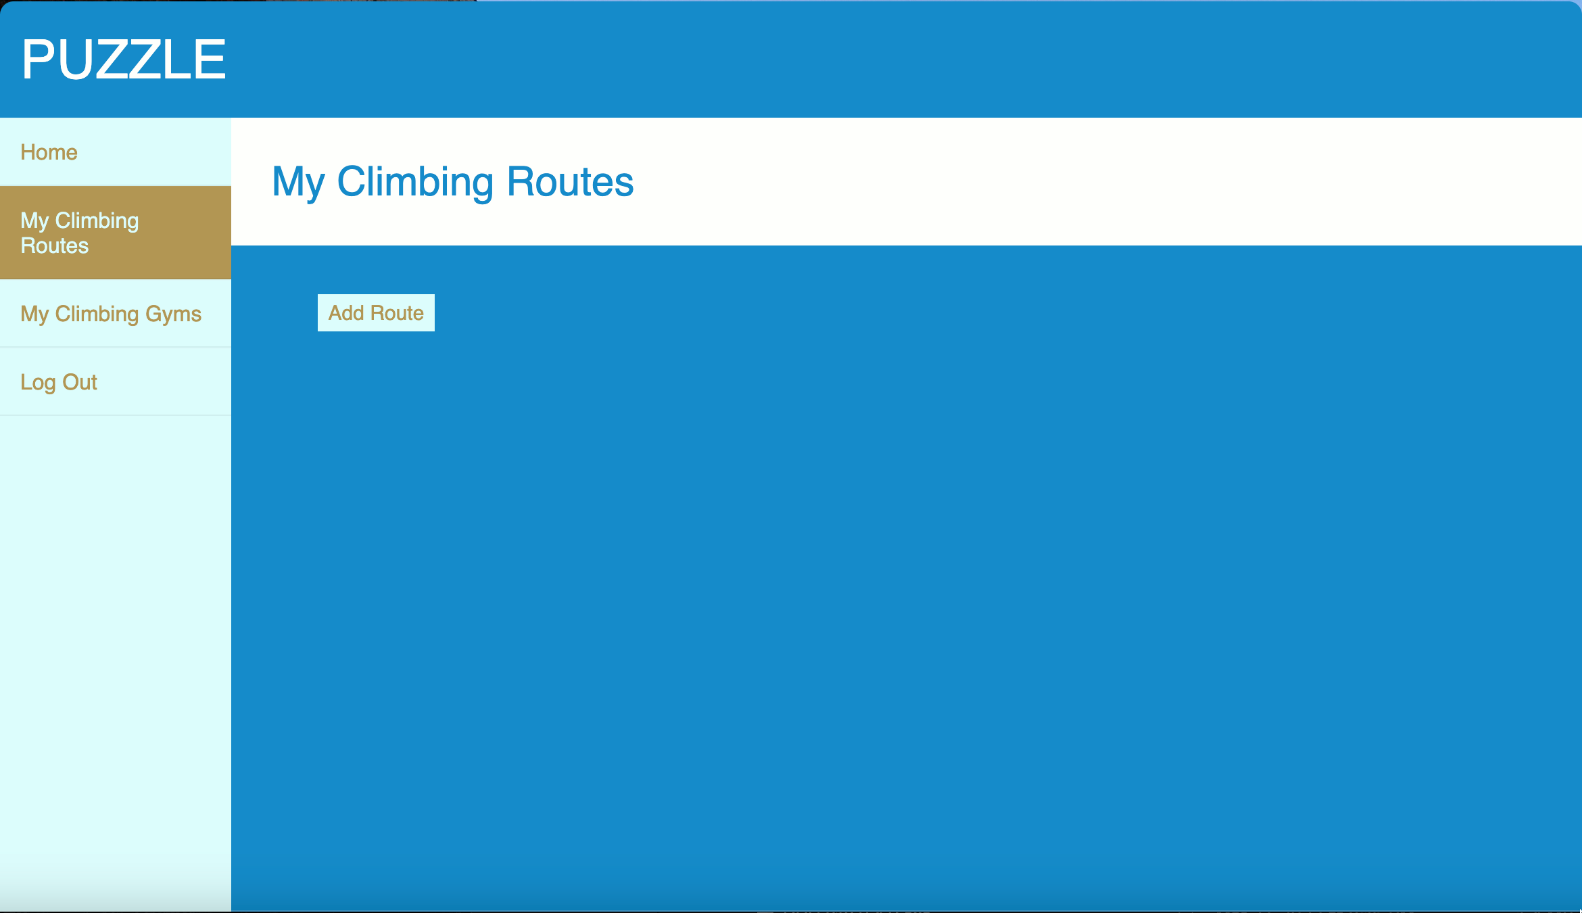 PUZZLE
Home
My Climbing
Routes
My Climbing Gyms
Log Out
My Climbing Routes
Add Route